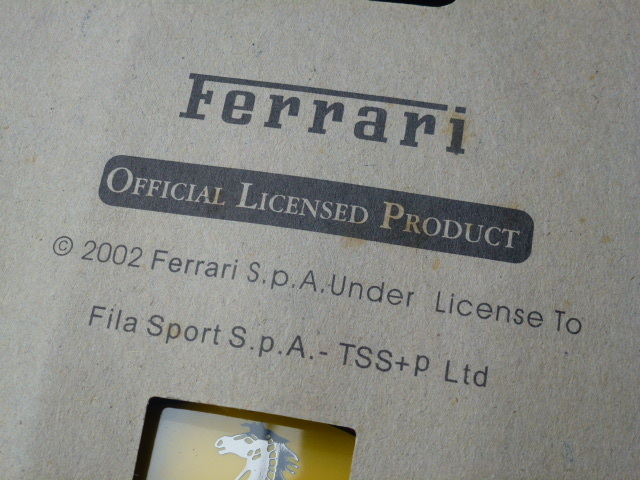 Ferrari
OFFICIAL LICENSED PRODUCT
© 2002 Ferrari S.p.A.Under License To
Fila Sport S.p.A.- TSS+p Ltd